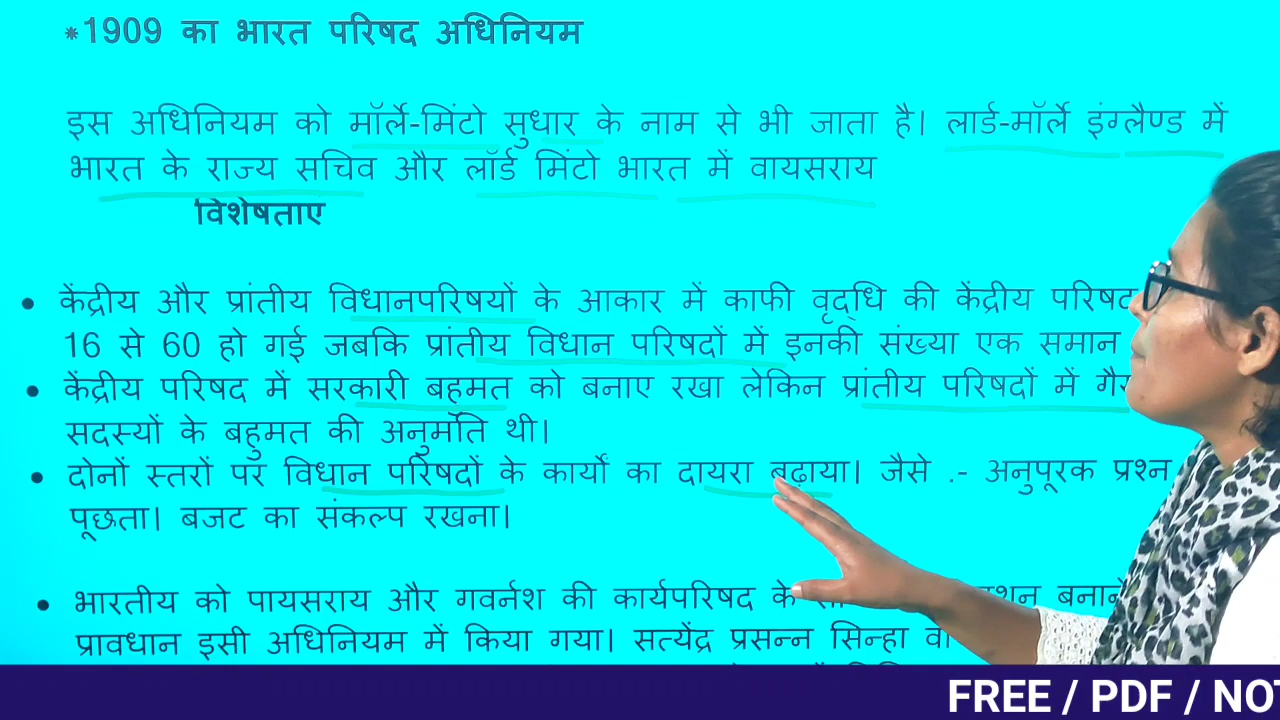 *1909 का भारत परिषद अधिनियम
इस अधिनियम को मॉर्ले-मिंटो सुधार के नाम से भी जाता है। लार्ड-मॉर्ले इंग्लैण्ड में
भारत के राज्य सचिव और लॉर्ड मिंटो भारत में वायसराय
विशेषताए
• केंद्रीय और प्रांतीय विधानपरिषयों के आकार में काफी वृद्धि की केंद्रीय परिषद
16 से 60 हो गई जबकि प्रांतीय विधान परिषदों में इनकी संख्या एक समान
• केंद्रीय परिषद में सरकारी बहुमत को बनाए रखा लेकिन प्रांतीय परिषदों में
सदस्यों के बहुमत की अनुमति थी।
• दोनों स्तरों पर विधान परिषदों के कार्यों का दायरा बढ़ाया। जैसे .- अनुपूरक प्रश्न
पूछता। बजट का संकल्प रखना।
• भारतीय को पायसराय और गवर्नश की कार्यपरिषद के बनाने
प्रावधान इसी अधिनियम में किया गया। सत्येंद्र प्रसन्न सिन्हा
FREE / PDF /